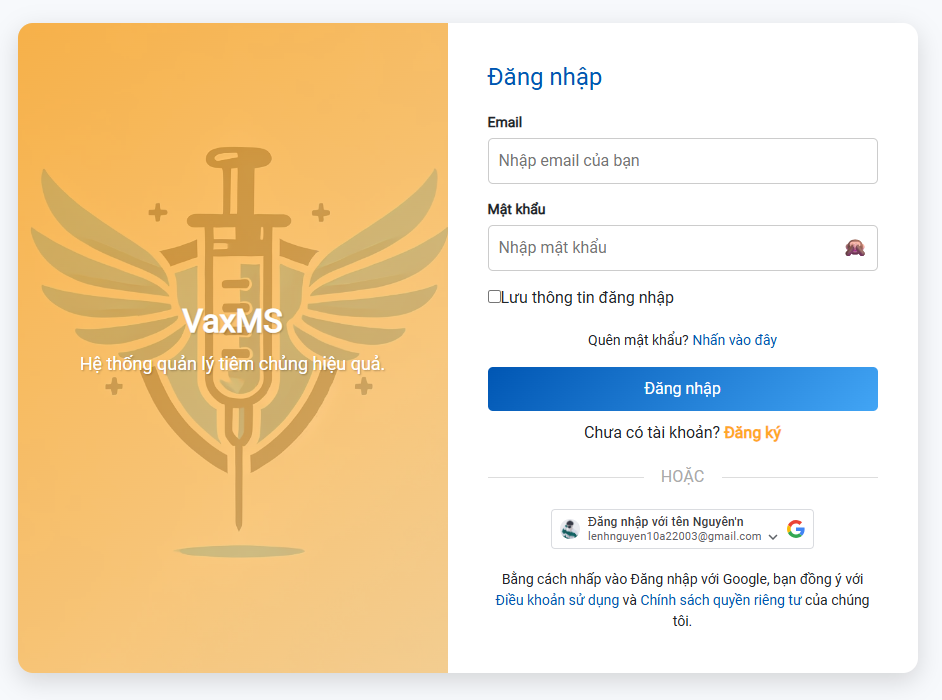 VaxMS
Hệ thống quản lý tiêm chủng hiệu quả.
Đăng nhập
Email
Nhập email của bạn
Mật khẩu
Nhập mật khẩu
Lưu thông tin đăng nhập
Quên mật khẩu? Nhấn vào đây
Đăng nhập
Chưa có tài khoản? Đăng ký
HOẶC
Đăng nhập với tên Nguyên'n
lenhnguyen10a22003@gmail.com
Bằng cách nhấp vào Đăng nhập với Google, bạn đồng ý với
Điều khoản sử dụng và Chính sách quyền riêng tư của chúng
tôi.